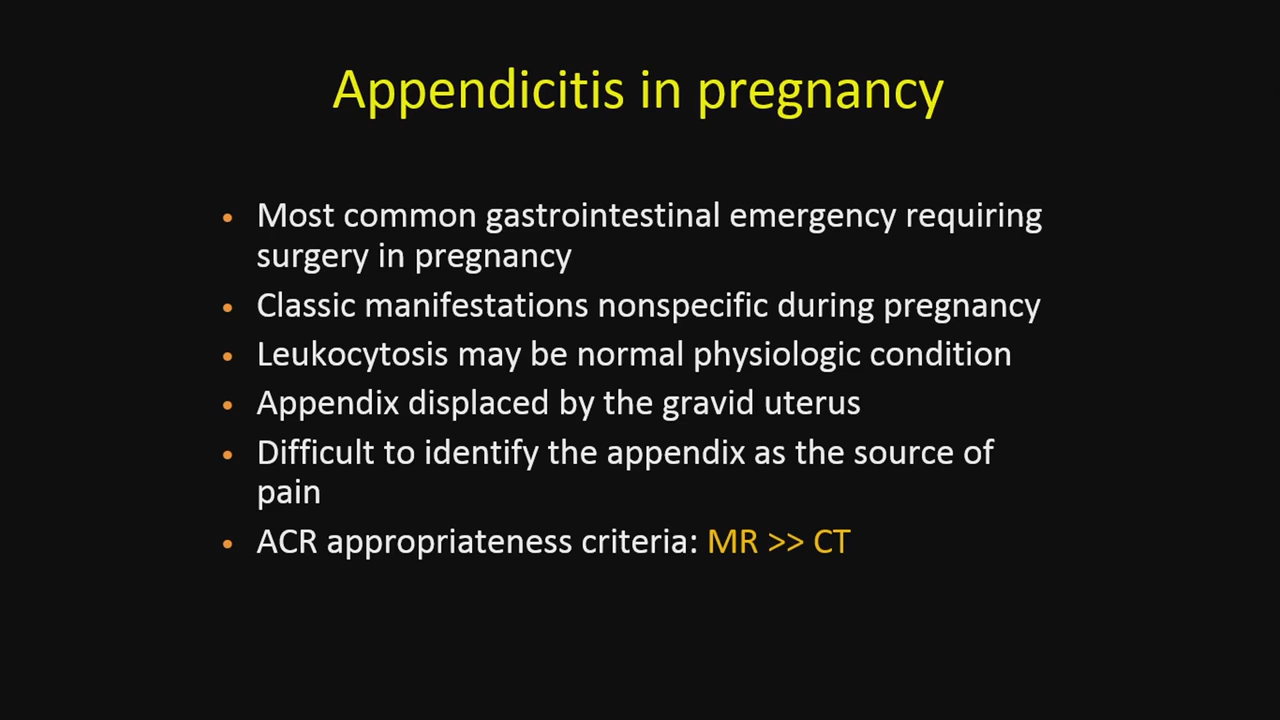 Appendicitis in pregnancy
• Most common gastrointestinal emergency requiring
surgery in pregnancy
• Classic manifestations nonspecific during pregnancy
• Leukocytosis may be normal physiologic condition
• Appendix displaced by the gravid uterus
• Difficult to identify the appendix as the source of
pain
• ACR appropriateness criteria: MR >> CT